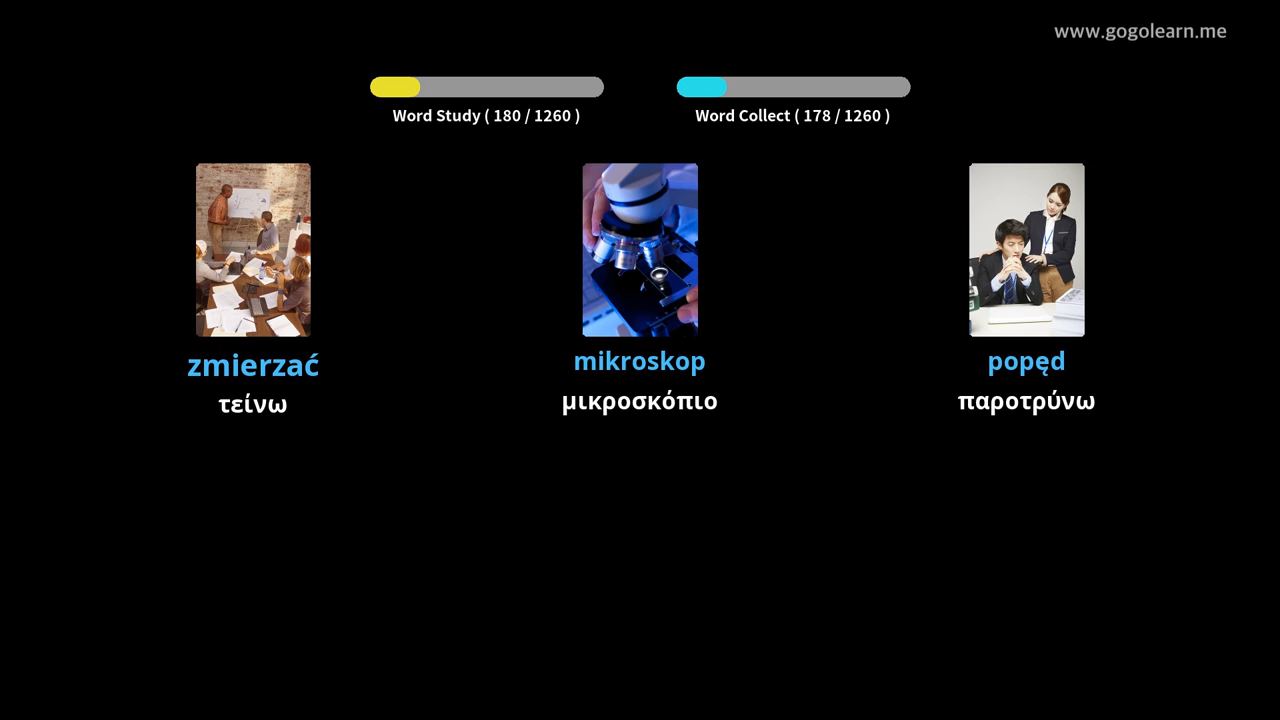 www.gogolearn.me
Word Study ( 180 / 1260 )
Word Collect ( 178 / 1260 )
zmierzać
τείνω
mikroskop
μικροσκόπιο
popęd
παροτρύνω